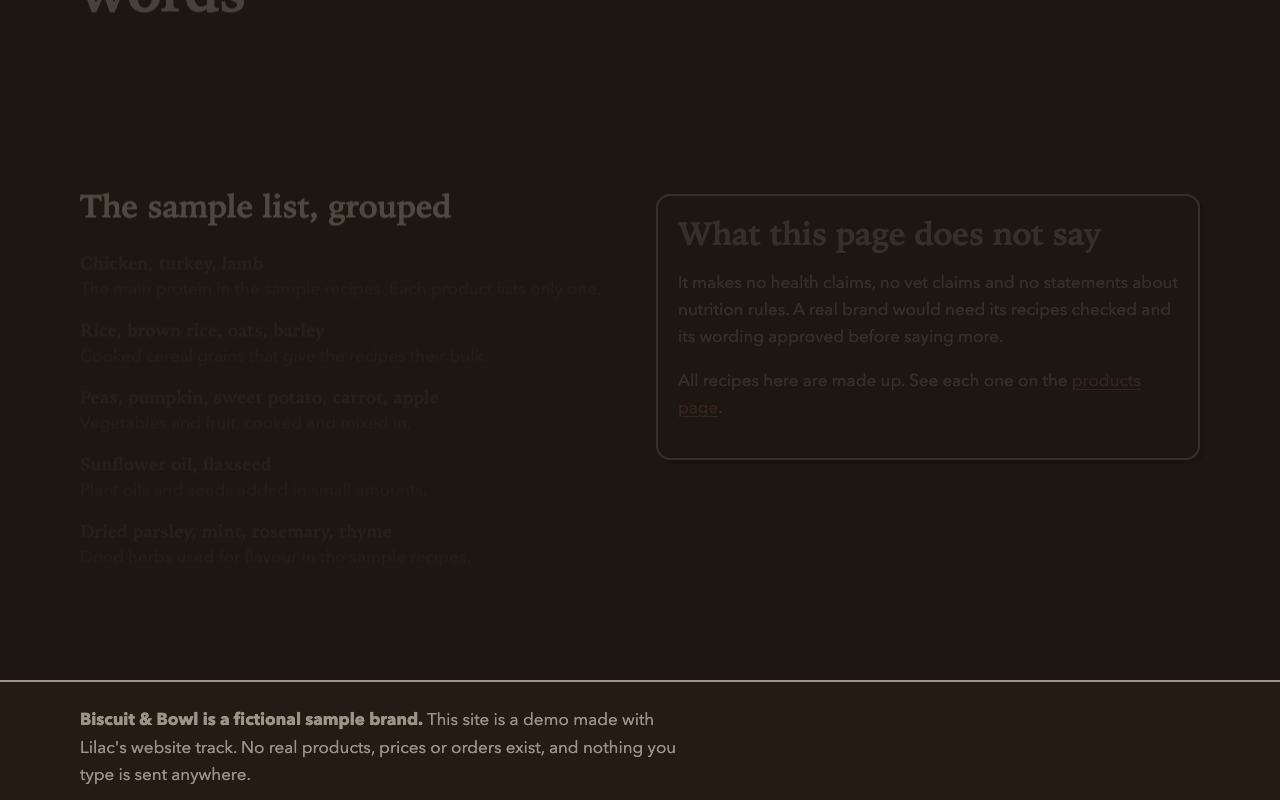 words
The sample list, grouped
Chicken, turkey, lamb
The main protein in the sample recipes. Each product lists only one.
Rice, brown rice, oats, barley
Cooked cereal grains that give the recipes their bulk.
Peas, pumpkin, sweet potato, carrot, apple
Vegetables and fruit, cooked and mixed in.
Sunflower oil, flaxseed
Plant oils and seeds added in small amounts.
Dried parsley, mint, rosemary, thyme
Dried herbs used for flavour in the sample recipes.
What this page does not say
It makes no health claims, no vet claims and no statements about
nutrition rules. A real brand would need its recipes checked and
its wording approved before saying more.
All recipes here are made up. See each one on the products
page.
Biscuit & Bowl is a fictional sample brand. This site is a demo made with
Lilac's website track. No real products, prices or orders exist, and nothing you
type is sent anywhere.